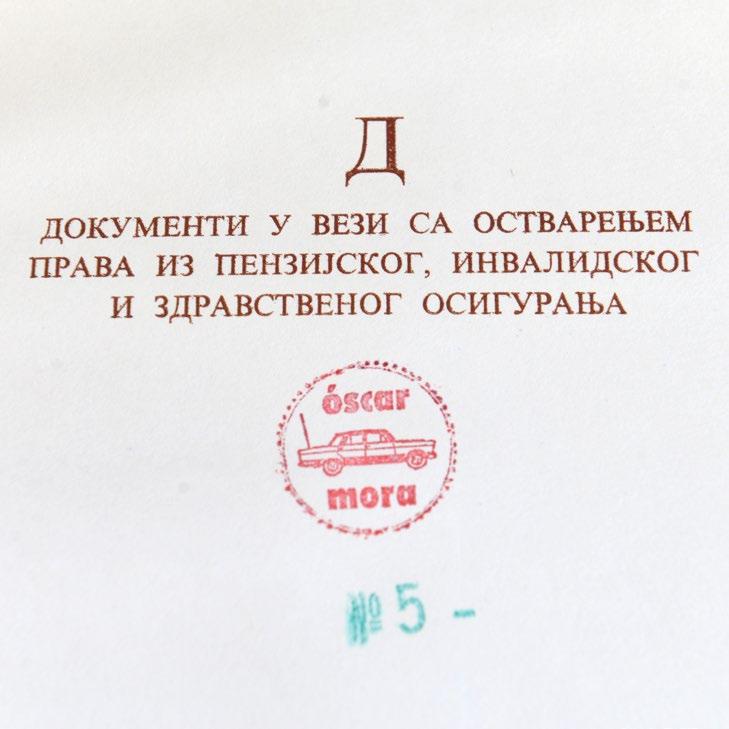 Д
ДОКУМЕНТИ У ВЕЗИ СА ОСТВАРЕЊЕМ
ПРАВА ИЗ ПЕНЗИЈСКОГ, ИНВАЛИДСКОГ
И ЗДРАВСТВЕНОГ ОСИГУРАЊА
óscar
mora
№ 5 -